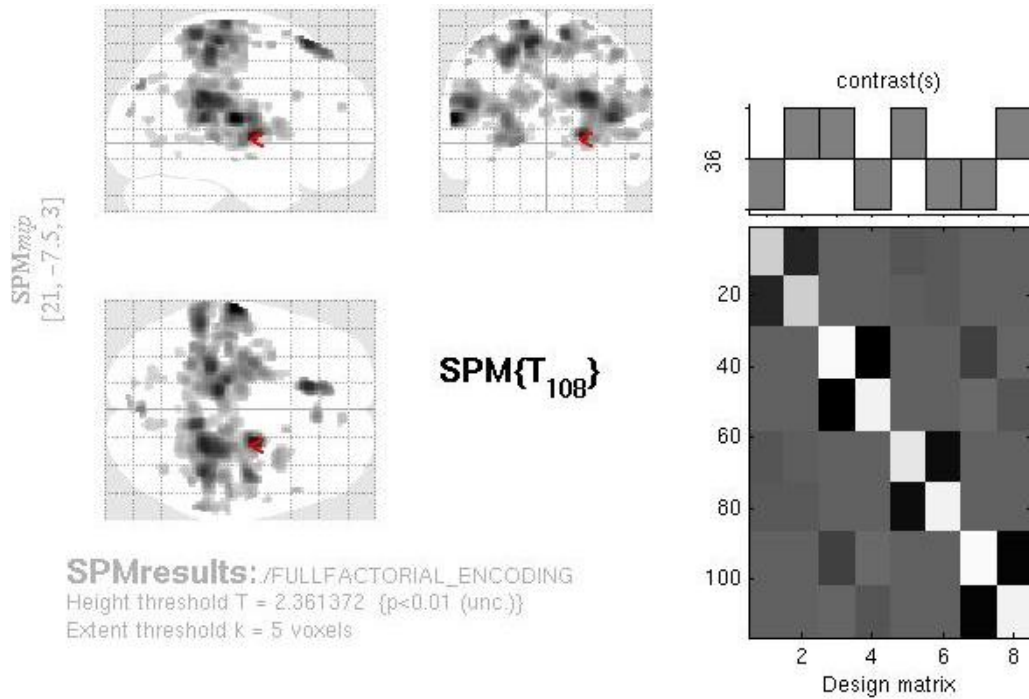 SPMmip
[21, −7.5, 3]
SPM{T108}
SPMresults: ./FULLFACTORIAL_ENCODING
Height threshold T = 2.361372 {p<0.01 (unc.)}
Extent threshold k = 5 voxels
contrast(s)
36
20
40
60
80
100
2 4 6 8
Design matrix